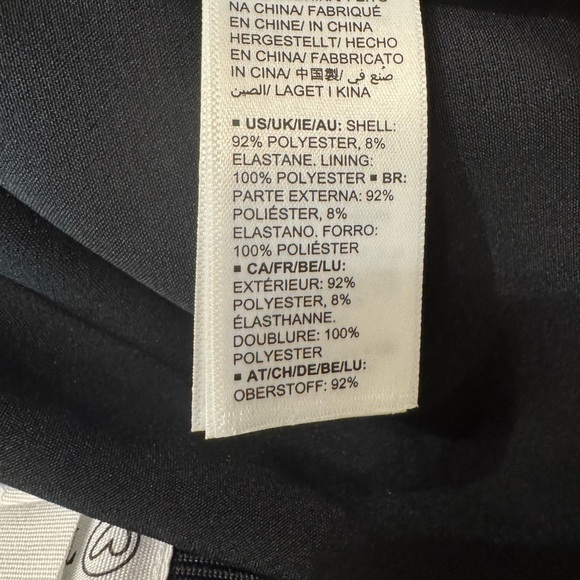 NA CHINA/ FABRIQUÉ
EN CHINE/ IN CHINA
HERGESTELLT/ HECHO
EN CHINA/ FABBRICATO
IN CINA/ 中国製/ صنع في
الصين/ LAGET I KINA
▪ US/UK/IE/AU: SHELL:
92% POLYESTER, 8%
ELASTANE. LINING:
100% POLYESTER ▪ BR:
PARTE EXTERNA: 92%
POLIÉSTER, 8%
ELASTANO. FORRO:
100% POLIÉSTER
▪ CA/FR/BE/LU:
EXTÉRIEUR: 92%
POLYESTER, 8%
ÉLASTHANNE.
DOUBLURE: 100%
POLYESTER
▪ AT/CH/DE/BE/LU:
OBERSTOFF: 92%